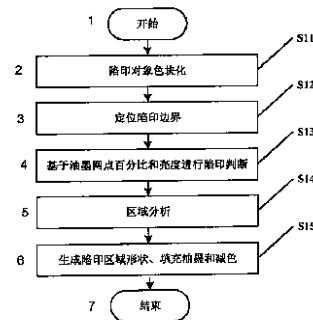 1 开始
S11
2 陷印对象色块化
S12
3 定位陷印边界
S13
4 基于油墨网点百分比和亮度进行陷印判断
S14
5 区域分析
S15
6 生成陷印区域形状、填充油墨和减色
7 结束